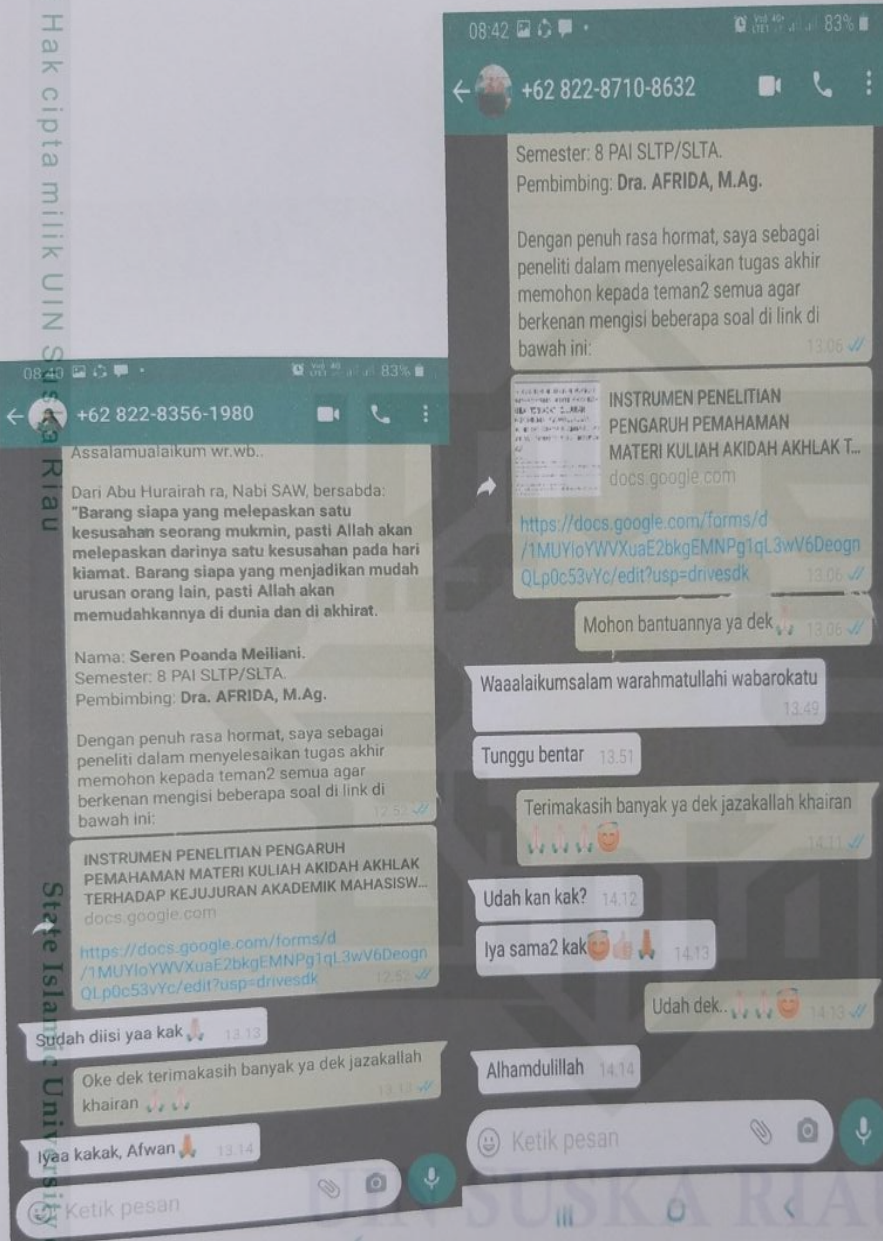 Hak cipta milik UIN Suska Riau
State Islamic University
08:40
83%
+62 822-8356-1980
Assalamualaikum wr.wb..
Dari Abu Hurairah ra, Nabi SAW, bersabda:
"Barang siapa yang melepaskan satu
kesusahan seorang mukmin, pasti Allah akan
melepaskan darinya satu kesusahan pada hari
kiamat. Barang siapa yang menjadikan mudah
urusan orang lain, pasti Allah akan
memudahkannya di dunia dan di akhirat.
Nama: Seren Poanda Meiliani.
Semester: 8 PAI SLTP/SLTA.
Pembimbing: Dra. AFRIDA, M.Ag.
Dengan penuh rasa hormat, saya sebagai
peneliti dalam menyelesaikan tugas akhir
memohon kepada teman2 semua agar
berkenan mengisi beberapa soal di link di
bawah ini:
12.52
INSTRUMEN PENELITIAN PENGARUH
PEMAHAMAN MATERI KULIAH AKIDAH AKHLAK
TERHADAP KEJUJURAN AKADEMIK MAHASISW...
docs.google.com
https://docs.google.com/forms/d
/1MUYIoYWVXuaE2bkgEMNPg1qL3wV6Deogn
QLp0c53vYc/edit?usp=drivesdk
12.52
Sudah diisi yaa kak 🙏 13.13
Oke dek terimakasih banyak ya dek jazakallah
khairan 🙏🙏 13.13
Iyaa kakak, Afwan 🙏 13.14
Ketik pesan
08:42
83%
+62 822-8710-8632
Semester: 8 PAI SLTP/SLTA.
Pembimbing: Dra. AFRIDA, M.Ag.
Dengan penuh rasa hormat, saya sebagai
peneliti dalam menyelesaikan tugas akhir
memohon kepada teman2 semua agar
berkenan mengisi beberapa soal di link di
bawah ini:
13.06
INSTRUMEN PENELITIAN
PENGARUH PEMAHAMAN
MATERI KULIAH AKIDAH AKHLAK T...
docs.google.com
https://docs.google.com/forms/d
/1MUYIoYWVXuaE2bkgEMNPg1qL3wV6Deogn
QLp0c53vYc/edit?usp=drivesdk
13.06
Mohon bantuannya ya dek 🙏 13.06
Waaalaikumsalam warahmatullahi wabarokatu
13.49
Tunggu bentar 13.51
Terimakasih banyak ya dek jazakallah khairan
🙏🙏🙏😇 14.11
Udah kan kak? 14.12
Iya sama2 kak😇👍🙏 14.13
Udah dek..🙏🙏😇 14.13
Alhamdulillah 14.14
Ketik pesan
UIN SUSKA RIAU